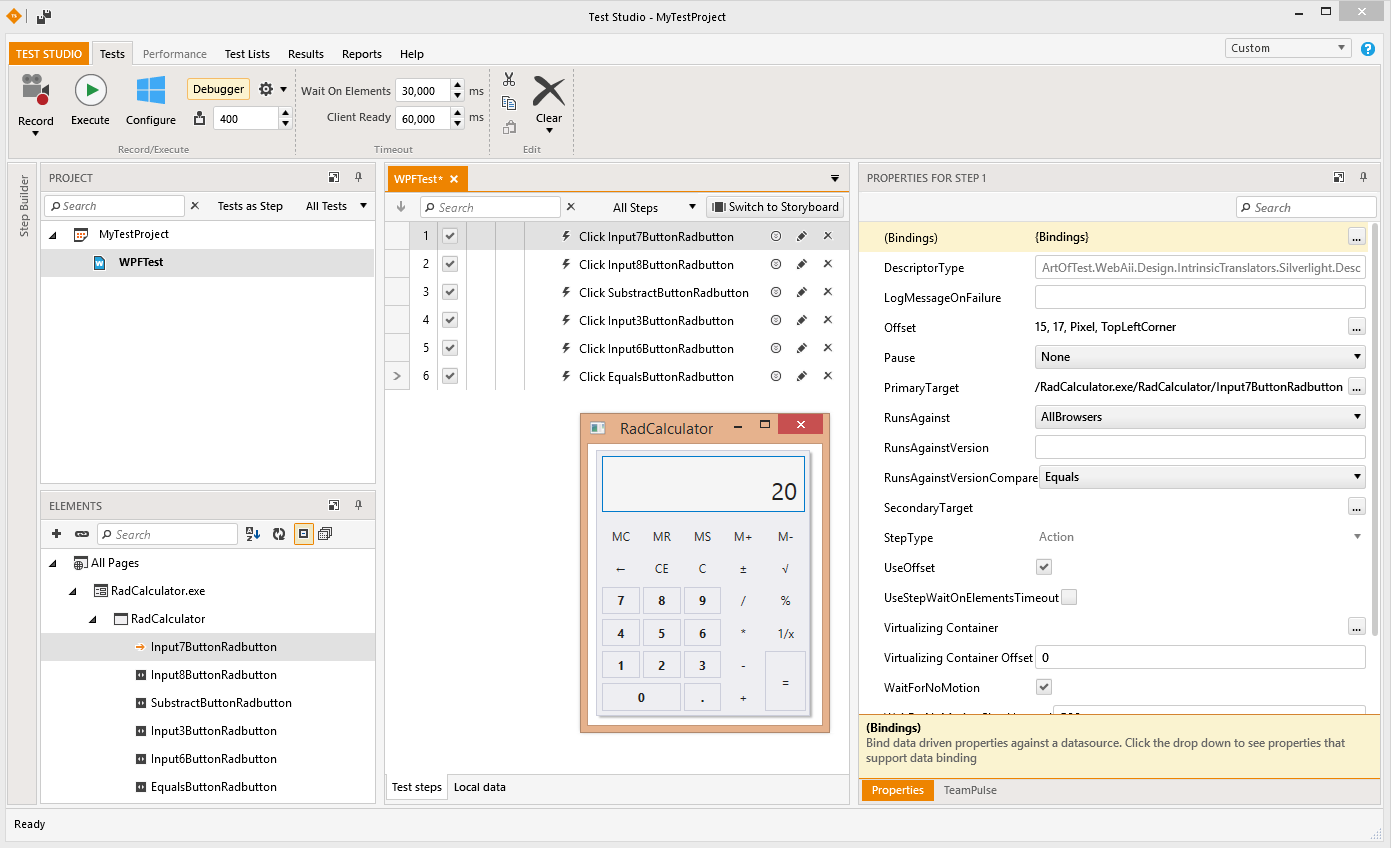 Test Studio - MyTestProject
TEST STUDIO Tests Performance Test Lists Results Reports Help Custom ?
Record Execute Configure Debugger 400 Wait On Elements 30,000 ms Clear
Client Ready 60,000 ms
Record/Execute Timeout Edit
Step Builder
PROJECT
Search Tests as Step All Tests
MyTestProject
WPFTest
ELEMENTS
Search
All Pages
RadCalculator.exe
RadCalculator
Input7ButtonRadbutton
Input8ButtonRadbutton
SubstractButtonRadbutton
Input3ButtonRadbutton
Input6ButtonRadbutton
EqualsButtonRadbutton
WPFTest*
Search All Steps Switch to Storyboard
1 Click Input7ButtonRadbutton
2 Click Input8ButtonRadbutton
3 Click SubstractButtonRadbutton
4 Click Input3ButtonRadbutton
5 Click Input6ButtonRadbutton
6 Click EqualsButtonRadbutton
RadCalculator
20
MC MR MS M+ M-
← CE C ± √
7 8 9 / %
4 5 6 * 1/x
1 2 3 - =
0 . +
Test steps Local data
PROPERTIES FOR STEP 1
Search
(Bindings) {Bindings} ...
DescriptorType ArtOfTest.WebAii.Design.IntrinsicTranslators.Silverlight.Desc
LogMessageOnFailure
Offset 15, 17, Pixel, TopLeftCorner ...
Pause None
PrimaryTarget /RadCalculator.exe/RadCalculator/Input7ButtonRadbutton ...
RunsAgainst AllBrowsers
RunsAgainstVersion
RunsAgainstVersionCompare Equals
SecondaryTarget ...
StepType Action
UseOffset
UseStepWaitOnElementsTimeout
Virtualizing Container ...
Virtualizing Container Offset 0
WaitForNoMotion
(Bindings)
Bind data driven properties against a datasource. Click the drop down to see properties that
support data binding
Properties TeamPulse
Ready